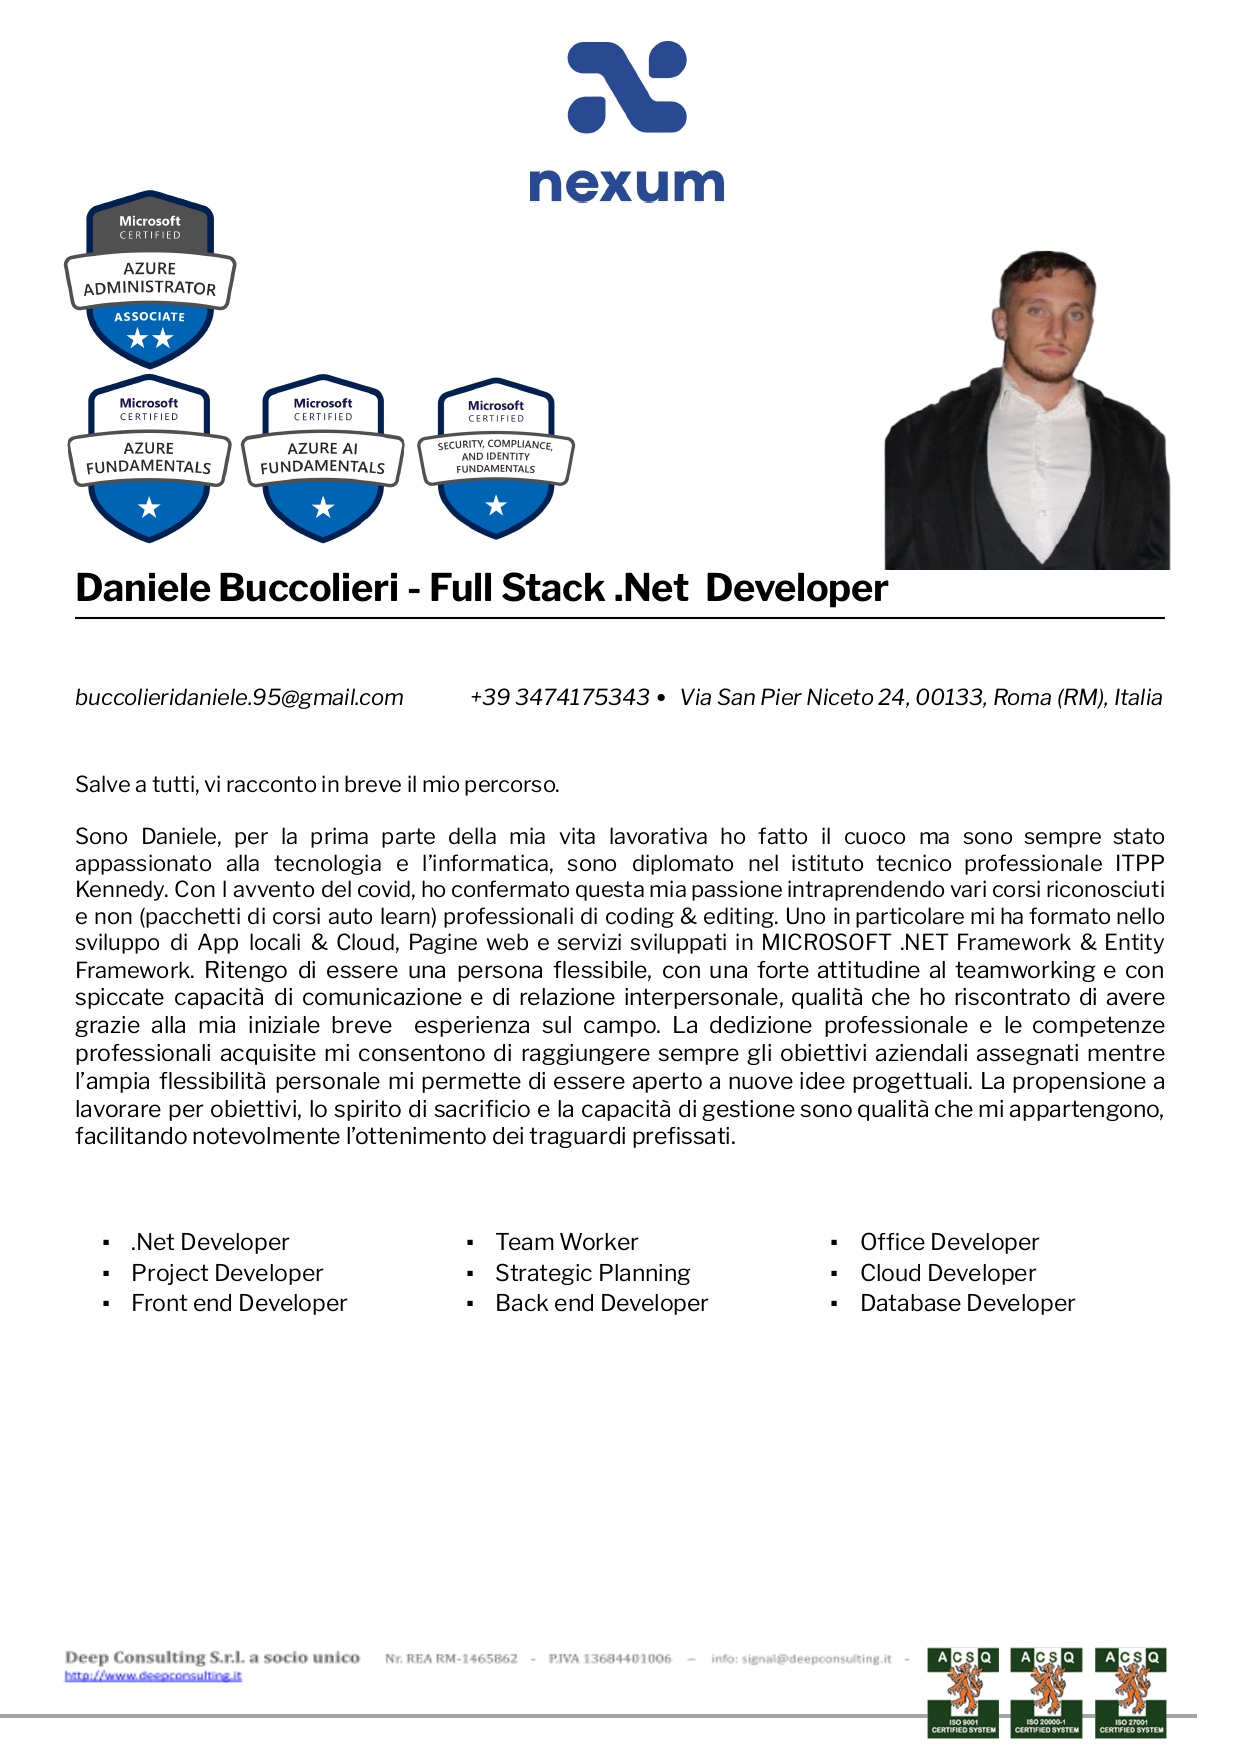 nexum
Microsoft
CERTIFIED
AZURE
ADMINISTRATOR
ASSOCIATE
Microsoft
CERTIFIED
AZURE
FUNDAMENTALS
Microsoft
CERTIFIED
AZURE AI
FUNDAMENTALS
Microsoft
CERTIFIED
SECURITY, COMPLIANCE,
AND IDENTITY
FUNDAMENTALS
Daniele Buccolieri - Full Stack .Net Developer
buccolieridaniele.95@gmail.com +39 3474175343 • Via San Pier Niceto 24, 00133, Roma (RM), Italia
Salve a tutti, vi racconto in breve il mio percorso.
Sono Daniele, per la prima parte della mia vita lavorativa ho fatto il cuoco ma sono sempre stato
appassionato alla tecnologia e l’informatica, sono diplomato nel istituto tecnico professionale ITPP
Kennedy. Con l avvento del covid, ho confermato questa mia passione intraprendendo vari corsi riconosciuti
e non (pacchetti di corsi auto learn) professionali di coding & editing. Uno in particolare mi ha formato nello
sviluppo di App locali & Cloud, Pagine web e servizi sviluppati in MICROSOFT .NET Framework & Entity
Framework. Ritengo di essere una persona flessibile, con una forte attitudine al teamworking e con
spiccate capacità di comunicazione e di relazione interpersonale, qualità che ho riscontrato di avere
grazie alla mia iniziale breve esperienza sul campo. La dedizione professionale e le competenze
professionali acquisite mi consentono di raggiungere sempre gli obiettivi aziendali assegnati mentre
l’ampia flessibilità personale mi permette di essere aperto a nuove idee progettuali. La propensione a
lavorare per obiettivi, lo spirito di sacrificio e la capacità di gestione sono qualità che mi appartengono,
facilitando notevolmente l’ottenimento dei traguardi prefissati.
▪ .Net Developer
▪ Project Developer
▪ Front end Developer
▪ Team Worker
▪ Strategic Planning
▪ Back end Developer
▪ Office Developer
▪ Cloud Developer
▪ Database Developer
Deep Consulting S.r.l. a socio unico Nr. REA RM-1465862 - P.IVA 13684401006 – info: signal@deepconsulting.it -
http://www.deepconsulting.it
A C S Q
ISO 9001
CERTIFIED SYSTEM
A C S Q
ISO 20000-1
CERTIFIED SYSTEM
A C S Q
ISO 27001
CERTIFIED SYSTEM